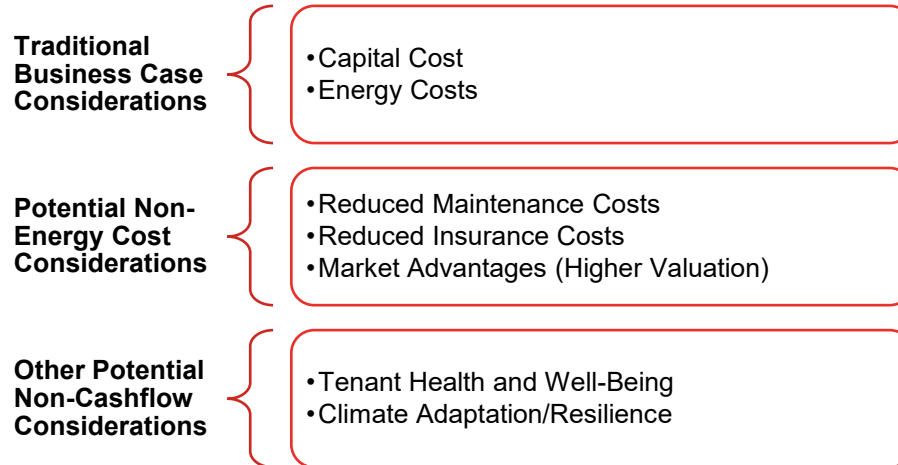 Traditional
Business Case
Considerations
•Capital Cost
•Energy Costs
Potential Non-
Energy Cost
Considerations
•Reduced Maintenance Costs
•Reduced Insurance Costs
•Market Advantages (Higher Valuation)
Other Potential
Non-Cashflow
Considerations
•Tenant Health and Well-Being
•Climate Adaptation/Resilience